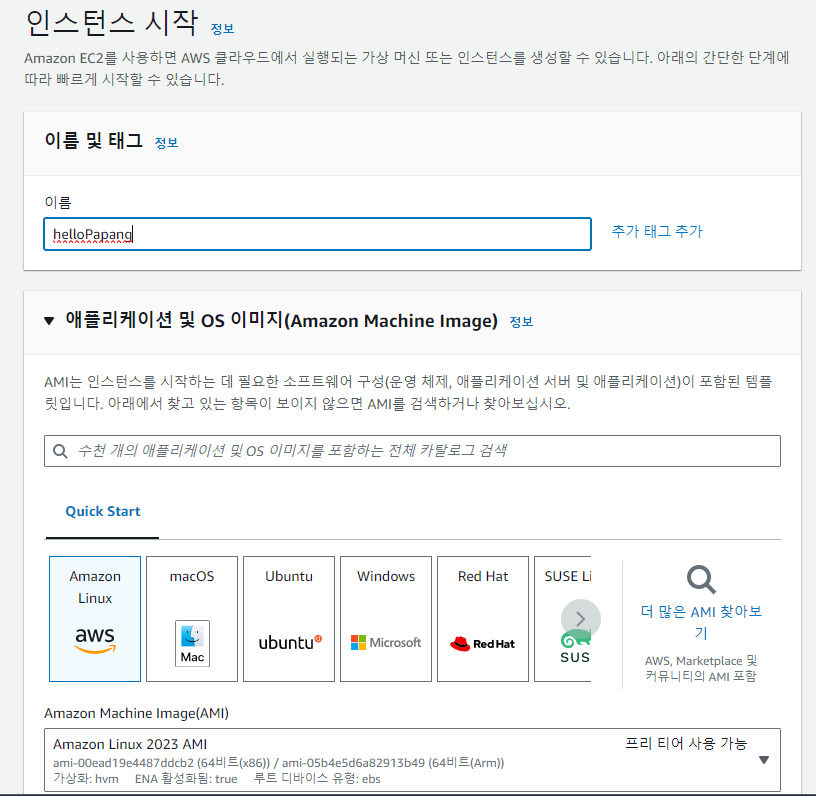 인스턴스 시작 정보
Amazon EC2를 사용하면 AWS 클라우드에서 실행되는 가상 머신 또는 인스턴스를 생성할 수 있습니다. 아래의 간단한 단계에
따라 빠르게 시작할 수 있습니다.
이름 및 태그 정보
이름
helloPapang
추가 태그 추가
애플리케이션 및 OS 이미지(Amazon Machine Image) 정보
AMI는 인스턴스를 시작하는 데 필요한 소프트웨어 구성(운영 체제, 애플리케이션 서버 및 애플리케이션)이 포함된 템플
릿입니다. 아래에서 찾고 있는 항목이 보이지 않으면 AMI를 검색하거나 찾아보십시오.
수천 개의 애플리케이션 및 OS 이미지를 포함하는 전체 카탈로그 검색
Quick Start
Amazon
Linux
aws
macOS
Mac
Ubuntu
ubuntu
Windows
Microsoft
Red Hat
Red Hat
SUSE Li
SUS
더 많은 AMI 찾아보
기
AWS, Marketplace 및
커뮤니티의 AMI 포함
Amazon Machine Image(AMI)
Amazon Linux 2023 AMI
프리 티어 사용 가능
ami-00ead19e4487ddcb2 (64비트(x86)) / ami-05b4e5d6a82913b49 (64비트(Arm))
가상화: hvm ENA 활성화됨: true 루트 디바이스 유형: ebs